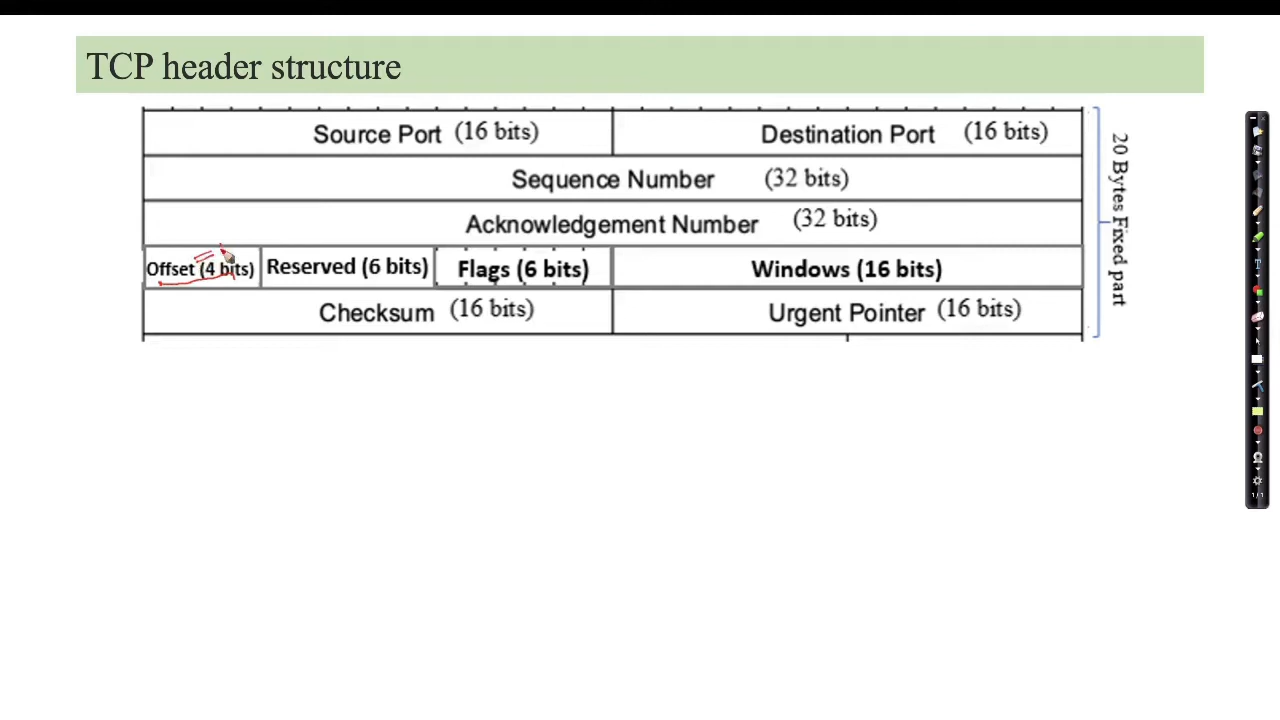 TCP header structure
Source Port (16 bits) Destination Port (16 bits)
Sequence Number (32 bits)
Acknowledgement Number (32 bits)
Offset (4 bits) Reserved (6 bits) Flags (6 bits) Windows (16 bits)
Checksum (16 bits) Urgent Pointer (16 bits)
20 Bytes Fixed part
1/1